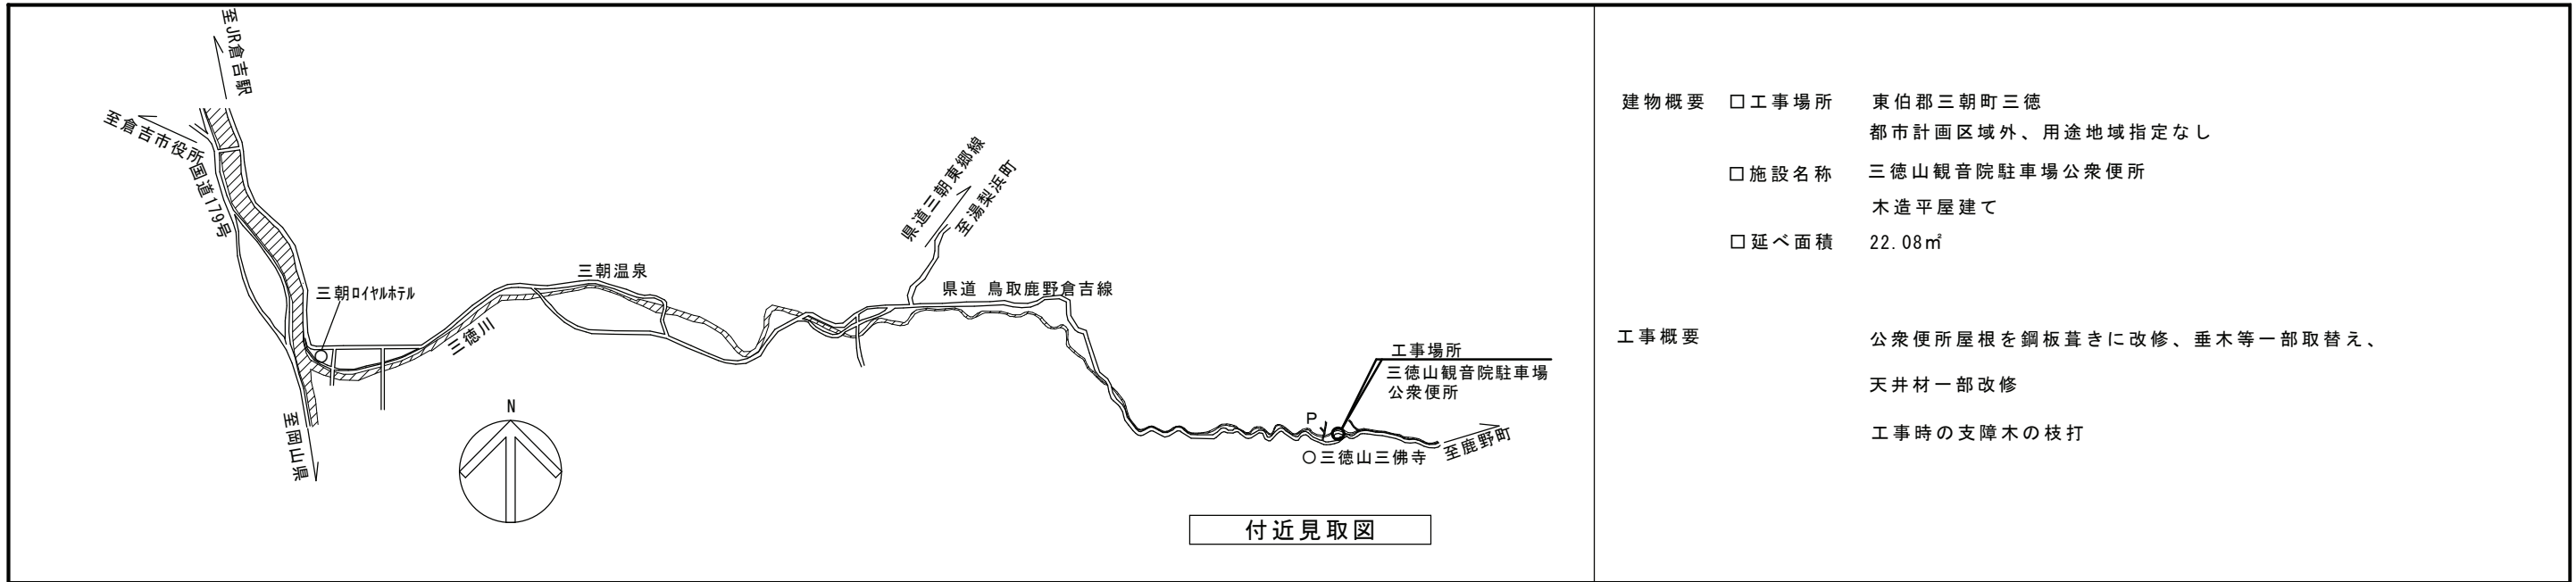 至JR倉吉駅
至倉吉市役所
国道179号
県道三朝東郷線
至湯梨浜町
三朝温泉
三朝ロイヤルホテル
三徳川
県道 鳥取鹿野倉吉線
工事場所
三徳山観音院駐車場
公衆便所
P
至鹿野町
○三徳山三佛寺
至岡山県
N
付近見取図
建物概要 □工事場所 東伯郡三朝町三徳
都市計画区域外、用途地域指定なし
□施設名称 三徳山観音院駐車場公衆便所
木造平屋建て
□延べ面積 22.08㎡
工事概要 公衆便所屋根を鋼板葺きに改修、垂木等一部取替え、
天井材一部改修
工事時の支障木の枝打